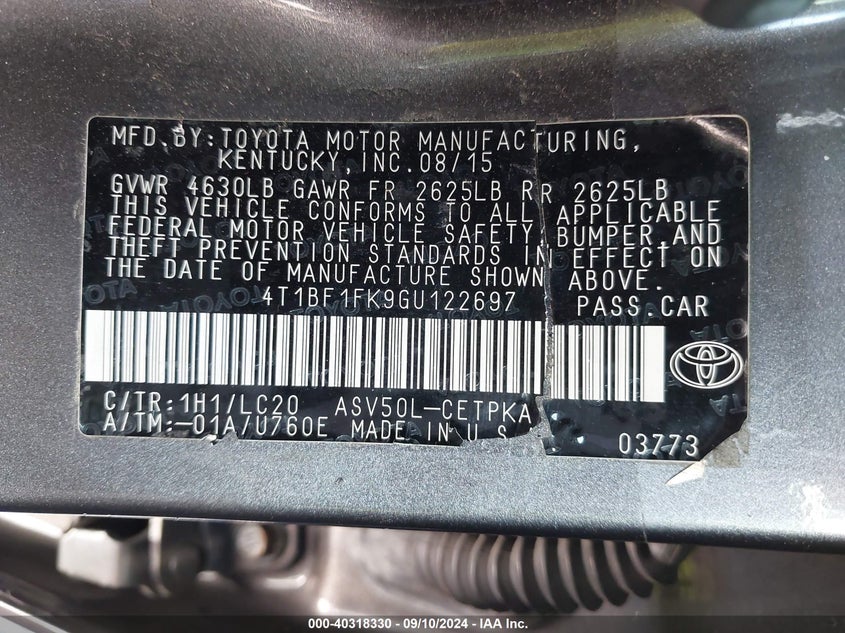 MFD.BY:TOYOTA MOTOR MANUFACTURING,
KENTUCKY,INC.08/15
GVWR 4630LB GAWR FR 2625LB RR 2625LB
THIS VEHICLE CONFORMS TO ALL APPLICABLE
FEDERAL MOTOR VEHICLE SAFETY,BUMPER,AND
THEFT PREVENTION STANDARDS IN EFFECT ON
THE DATE OF MANUFACTURE SHOWN ABOVE.
4T1BF1FK9GU122697 PASS.CAR
C/TR:1H1/LC20 ASV50L-CETPKA
A/TM:-01A/U760E MADE IN U S 03773
000-40318330 - 09/10/2024 - IAA Inc.